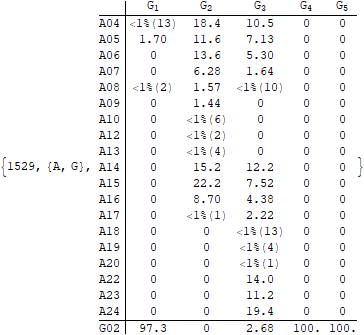 G1 G2 G3 G4 G5
A04 <1%(13) 18.4 10.5 0 0
A05 1.70 11.6 7.13 0 0
A06 0 13.6 5.30 0 0
A07 0 6.28 1.64 0 0
A08 <1%(2) 1.57 <1%(10) 0 0
A09 0 1.44 0 0 0
A10 0 <1%(6) 0 0 0
A12 0 <1%(2) 0 0 0
A13 0 <1%(4) 0 0 0
{1529, {A, G}, A14 0 15.2 12.2 0 0 }
A15 0 22.2 7.52 0 0
A16 0 8.70 4.38 0 0
A17 0 <1%(1) 2.22 0 0
A18 0 0 <1%(13) 0 0
A19 0 0 <1%(4) 0 0
A20 0 0 <1%(1) 0 0
A22 0 0 14.0 0 0
A23 0 0 11.2 0 0
A24 0 0 19.4 0 0
G02 97.3 0 2.68 100. 100.